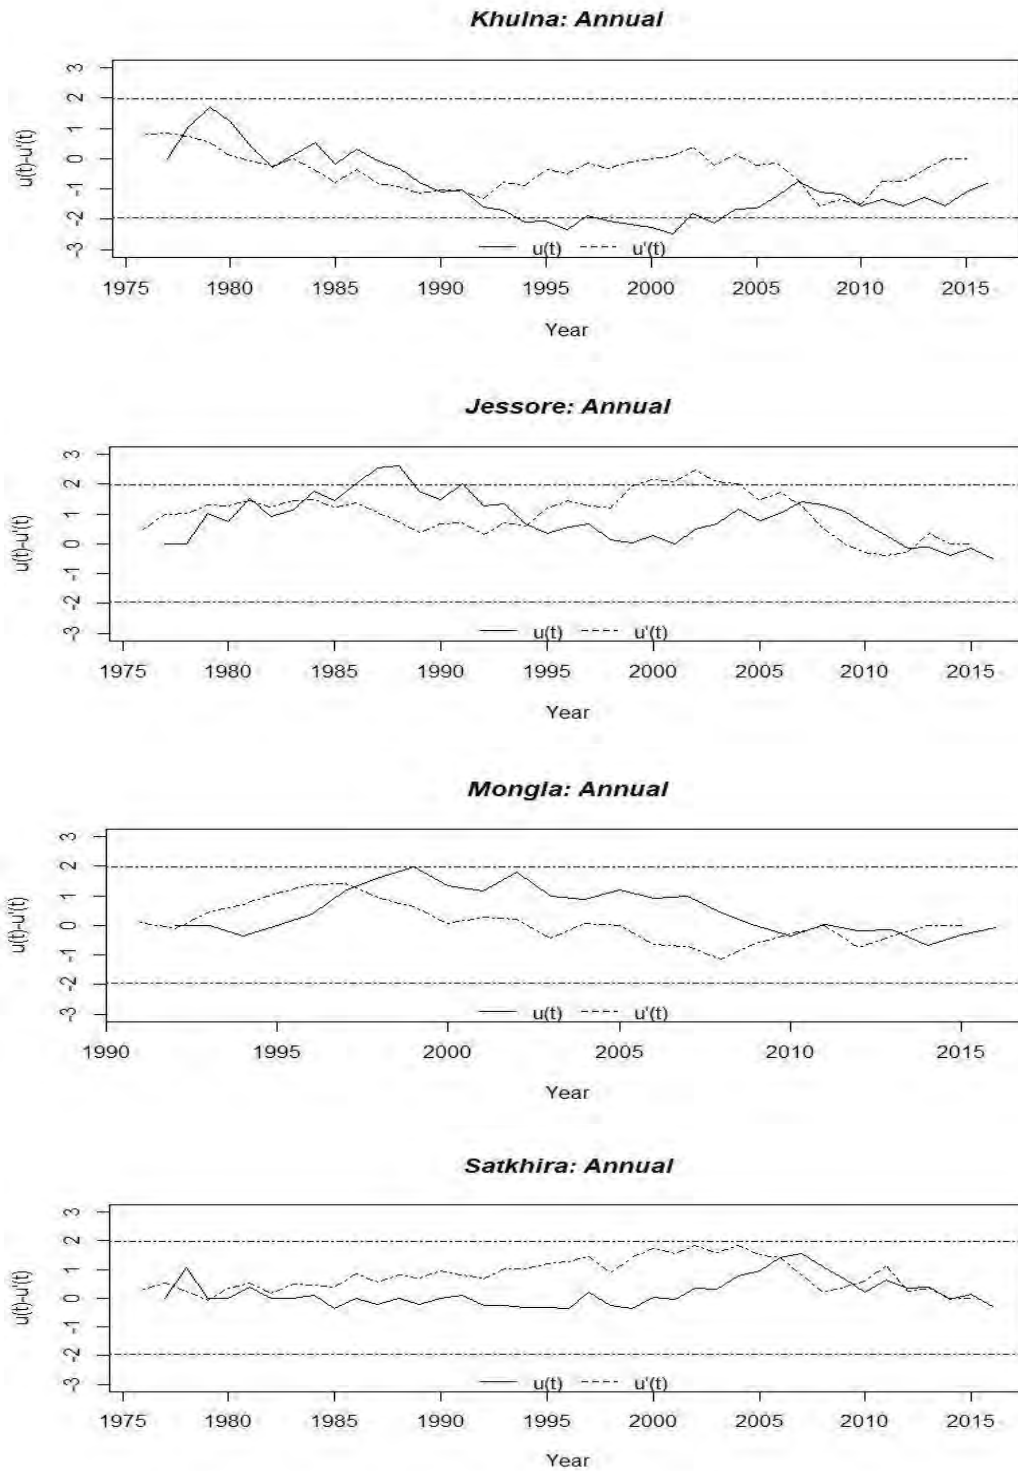 Khulna: Annual
3
2
1
0
-1
-2
-3
u(t)-u'(t)
u(t) u'(t)
1975 1980 1985 1990 1995 2000 2005 2010 2015
Year
Jessore: Annual
3
2
1
0
-1
-2
-3
u(t)-u'(t)
u(t) u'(t)
1975 1980 1985 1990 1995 2000 2005 2010 2015
Year
Mongla: Annual
3
2
1
0
-1
-2
-3
u(t)-u'(t)
u(t) u'(t)
1990 1995 2000 2005 2010 2015
Year
Satkhira: Annual
3
2
1
0
-1
-2
-3
u(t)-u'(t)
u(t) u'(t)
1975 1980 1985 1990 1995 2000 2005 2010 2015
Year